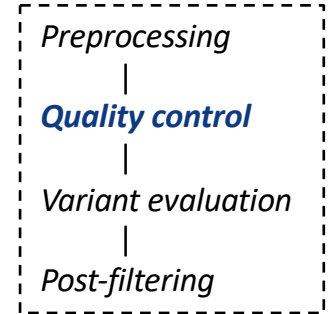 Preprocessing
Quality control
Variant evaluation
Post-filtering